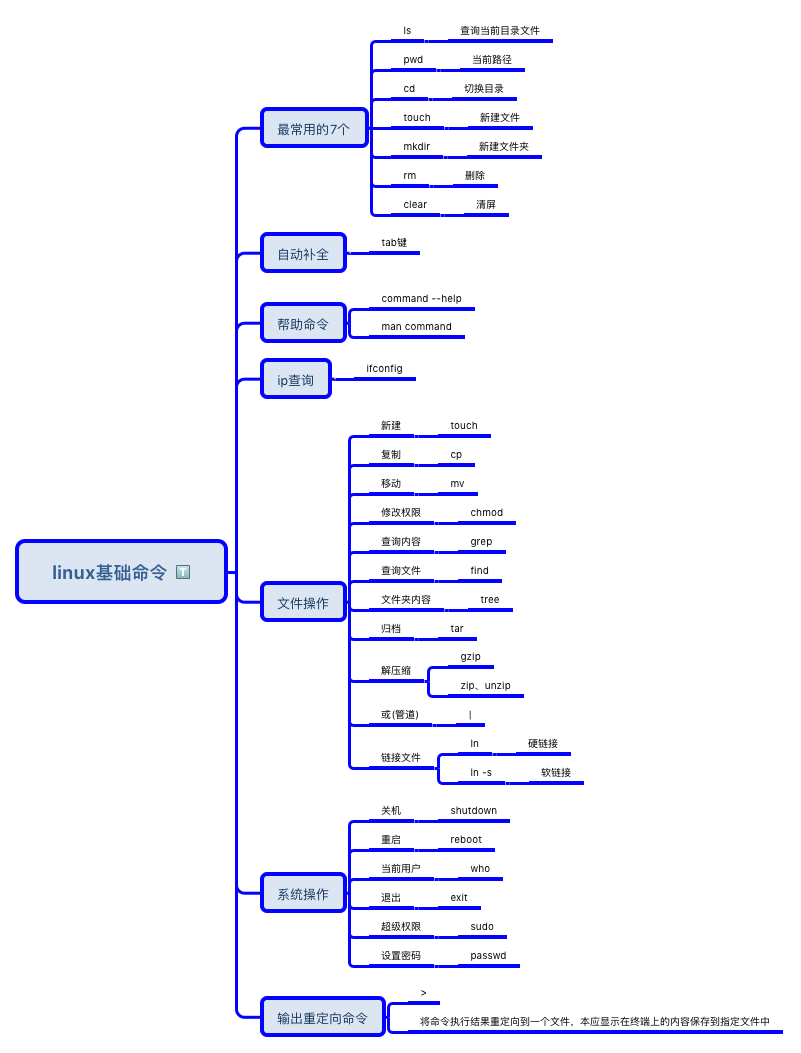 linux基础命令
最常用的7个
ls 查询当前目录文件
pwd 当前路径
cd 切换目录
touch 新建文件
mkdir 新建文件夹
rm 删除
clear 清屏
自动补全
tab键
帮助命令
command --help
man command
ip查询
ifconfig
文件操作
新建 touch
复制 cp
移动 mv
修改权限 chmod
查询内容 grep
查询文件 find
文件夹内容 tree
归档 tar
解压缩
gzip
zip、unzip
或(管道) |
链接文件
ln 硬链接
ln -s 软链接
系统操作
关机 shutdown
重启 reboot
当前用户 who
退出 exit
超级权限 sudo
设置密码 passwd
输出重定向命令
>
将命令执行结果重定向到一个文件，本应显示在终端上的内容保存到指定文件中